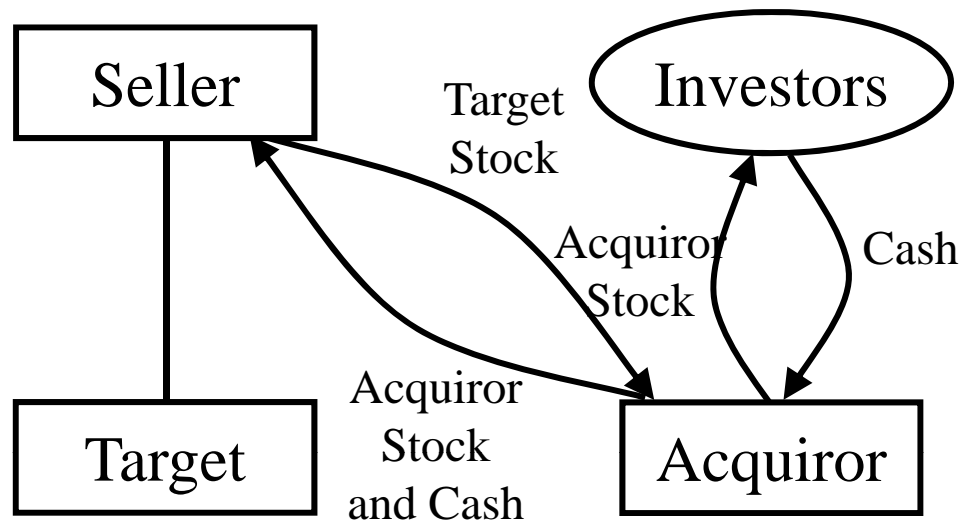 Seller
Investors
Target
Stock
Acquiror
Stock
Cash
Acquiror
Stock
and Cash
Target
Acquiror